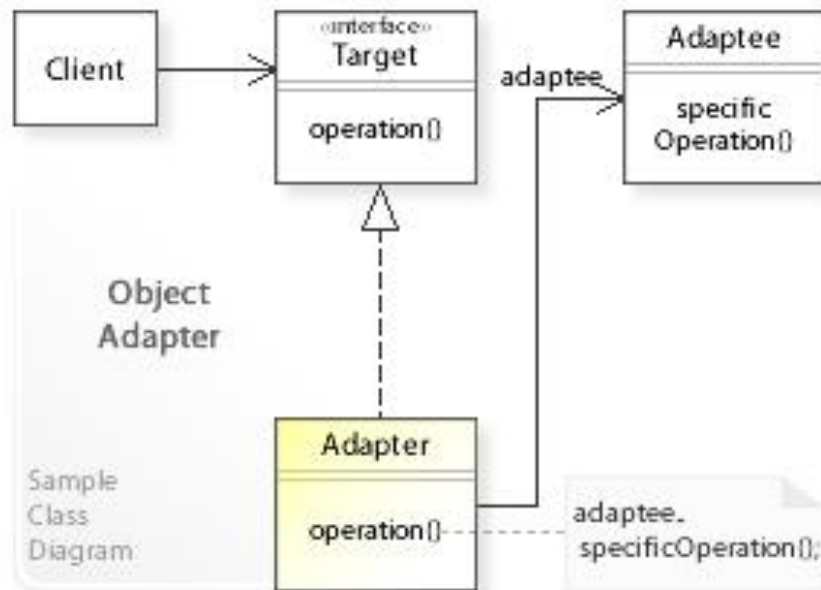 Client
«interface»
Target
operation()
adaptee
Adaptee
specific
Operation()
Object
Adapter
Adapter
operation()
adaptee.
specificOperation();
Sample
Class
Diagram